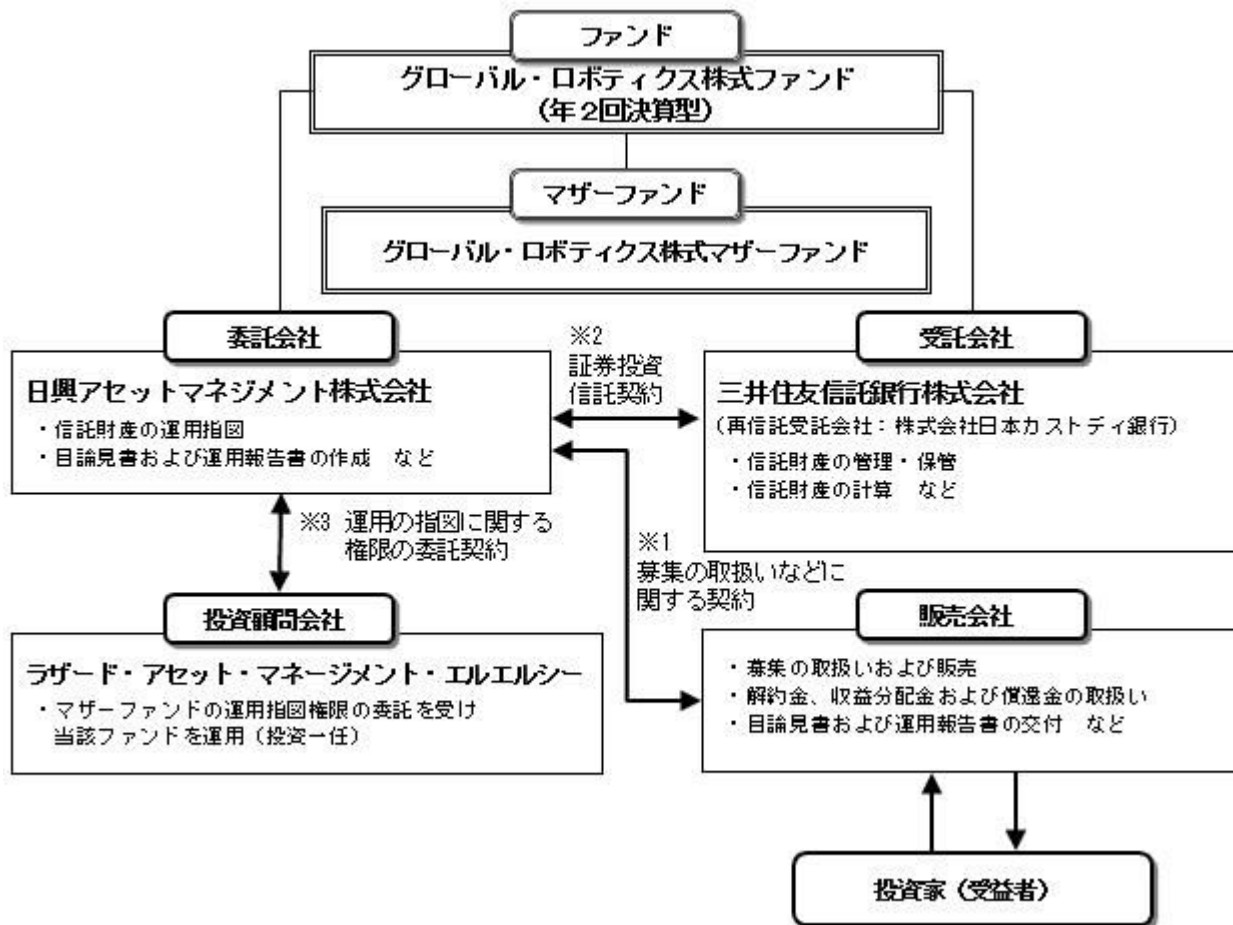 ファンド
グローバル・ロボティクス株式ファンド
(年2回決算型)
マザーファンド
グローバル・ロボティクス株式マザーファンド
委託会社
日興アセットマネジメント株式会社
・信託財産の運用指図
・目論見書および運用報告書の作成 など
※2
証券投資
信託契約
受託会社
三井住友信託銀行株式会社
(再信託受託会社:株式会社日本カストディ銀行)
・信託財産の管理・保管
・信託財産の計算 など
※3 運用の指図に関する
権限の委託契約
※1
募集の取扱いなどに
関する契約
投資顧問会社
ラザード・アセット・マネージメント・エルエルシー
・マザーファンドの運用指図権限の委託を受け
当該ファンドを運用(投資一任)
販売会社
・募集の取扱いおよび販売
・解約金、収益分配金および償還金の取扱い
・目論見書および運用報告書の交付 など
投資家(受益者)